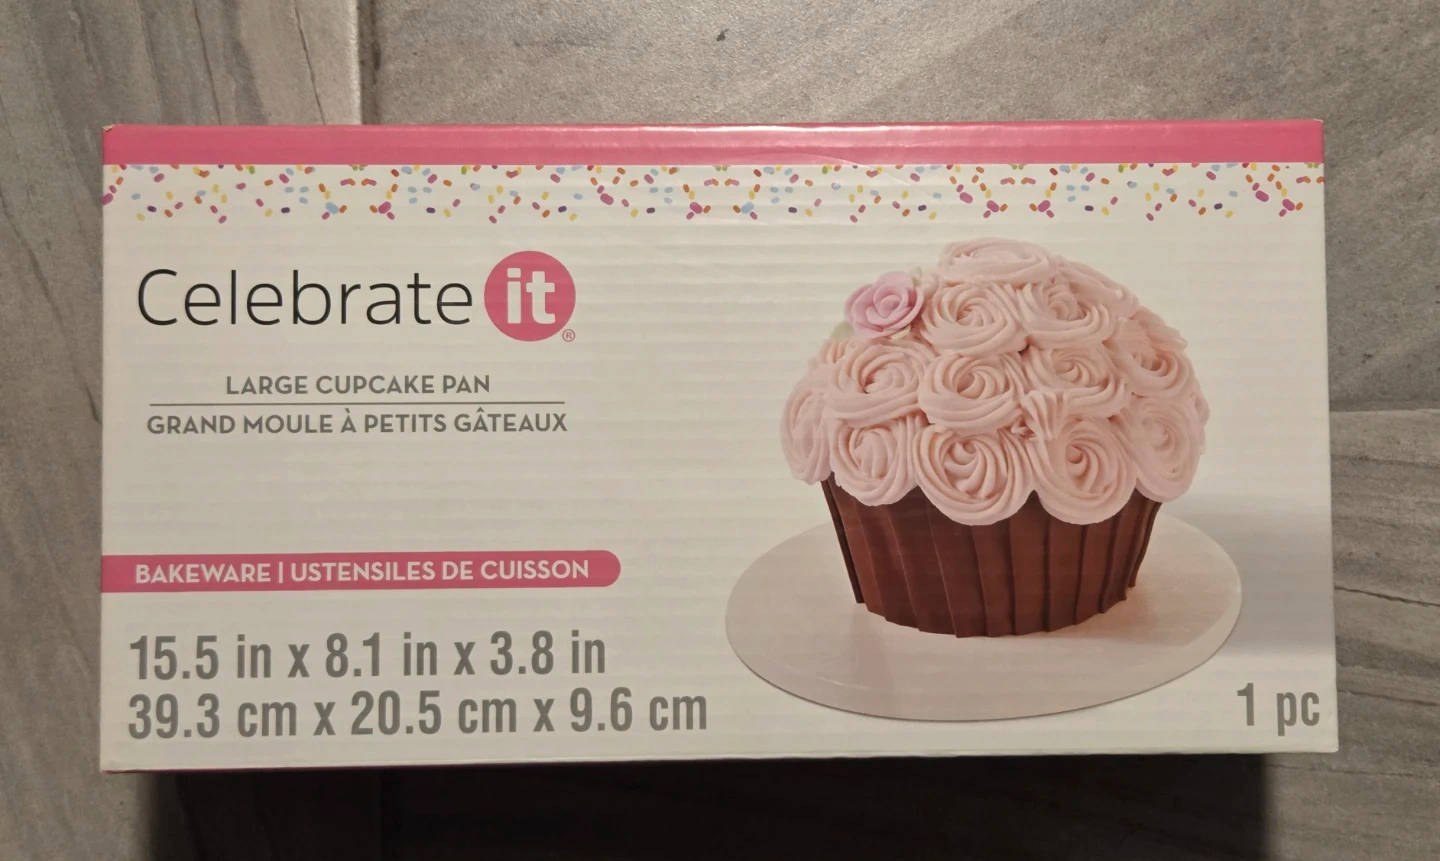 Celebrate it®
LARGE CUPCAKE PAN
GRAND MOULE À PETITS GÂTEAUX
BAKEWARE | USTENSILES DE CUISSON
15.5 in x 8.1 in x 3.8 in
39.3 cm x 20.5 cm x 9.6 cm
1 pc